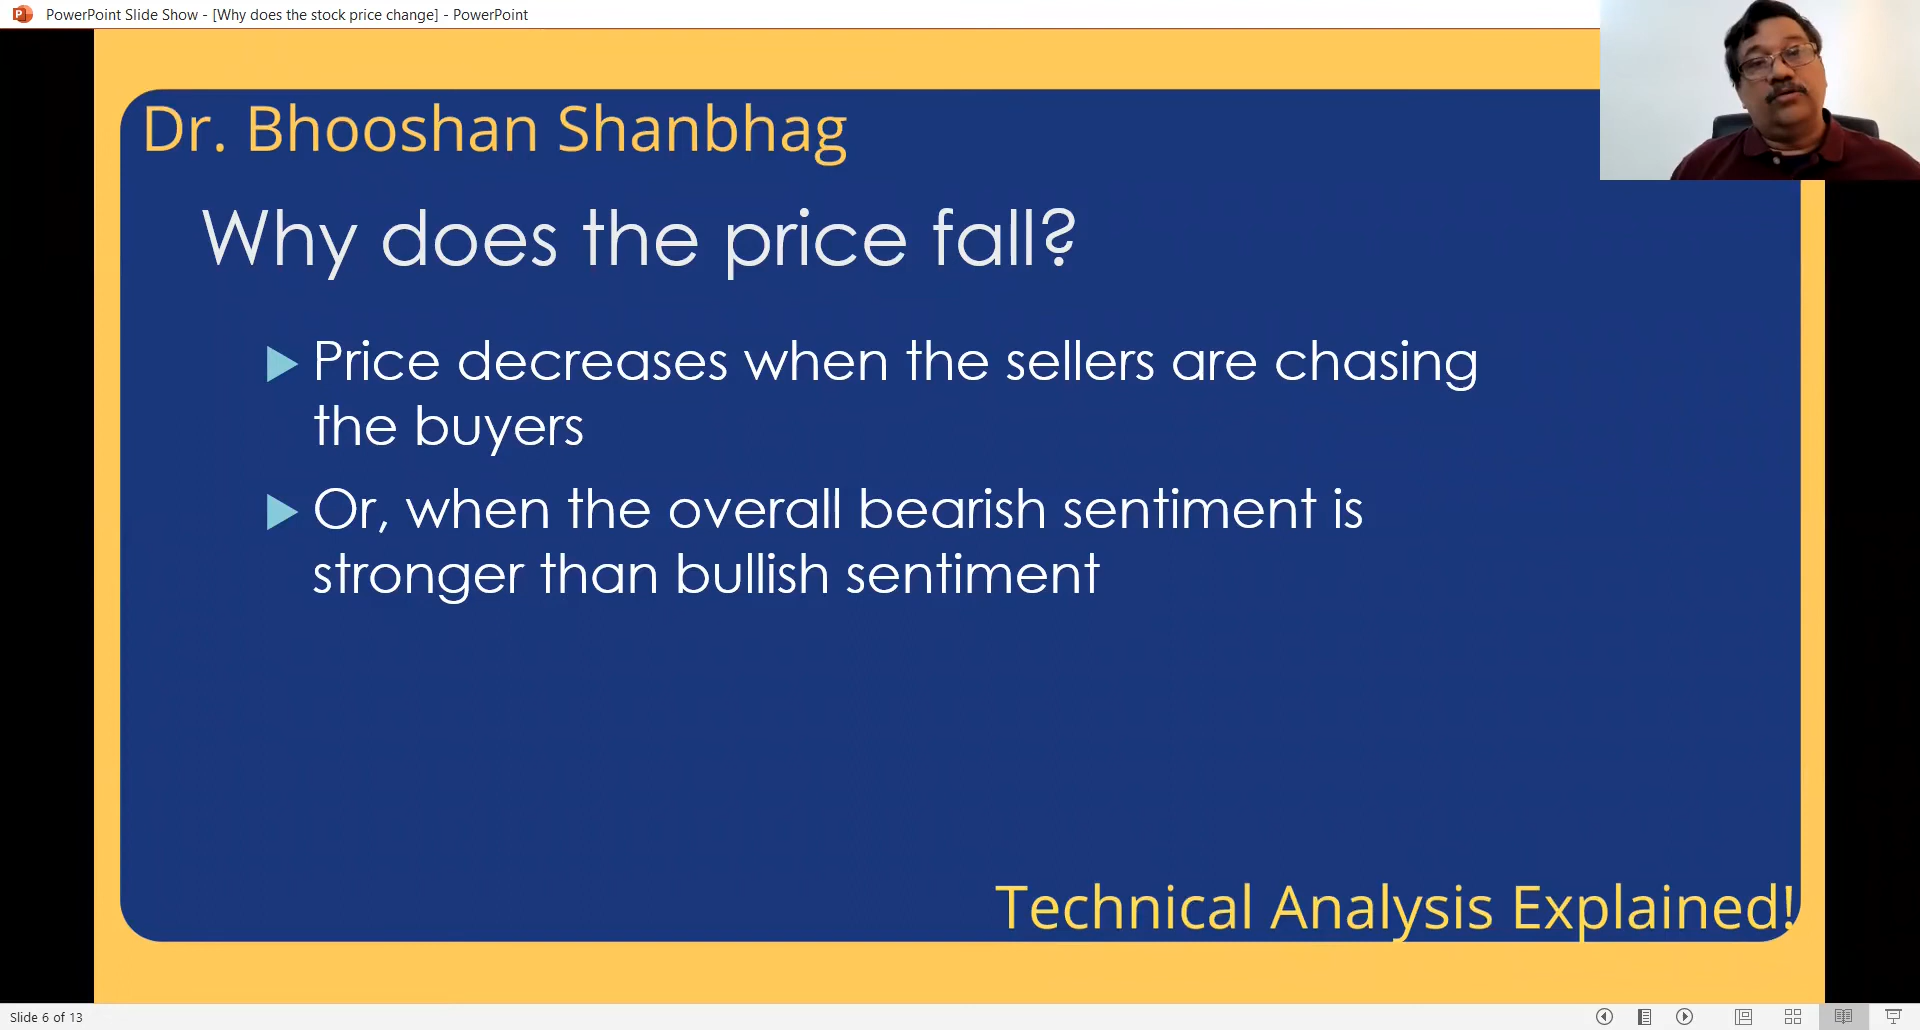 PowerPoint Slide Show - [Why does the stock price change] - PowerPoint
Dr. Bhooshan Shanbhag
Why does the price fall?
Price decreases when the sellers are chasing
the buyers
Or, when the overall bearish sentiment is
stronger than bullish sentiment
Technical Analysis Explained!
Slide 6 of 13